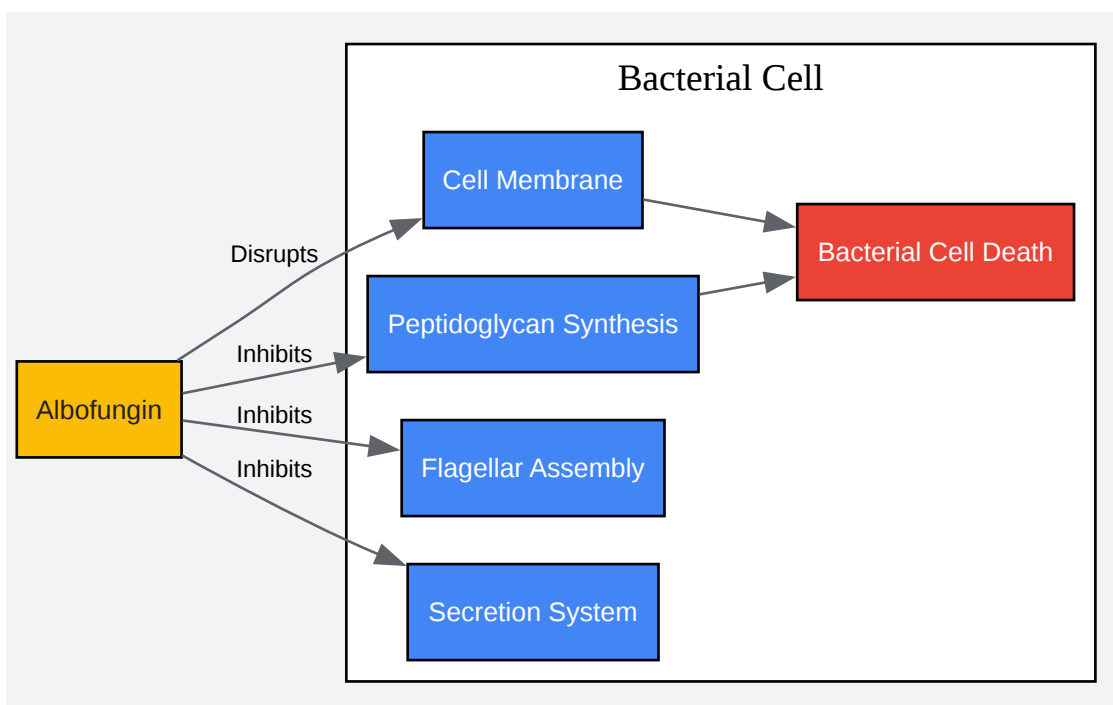 Bacterial Cell
Cell Membrane
Disrupts
Bacterial Cell Death
Peptidoglycan Synthesis
Inhibits
Albofungin
Inhibits
Flagellar Assembly
Inhibits
Secretion System